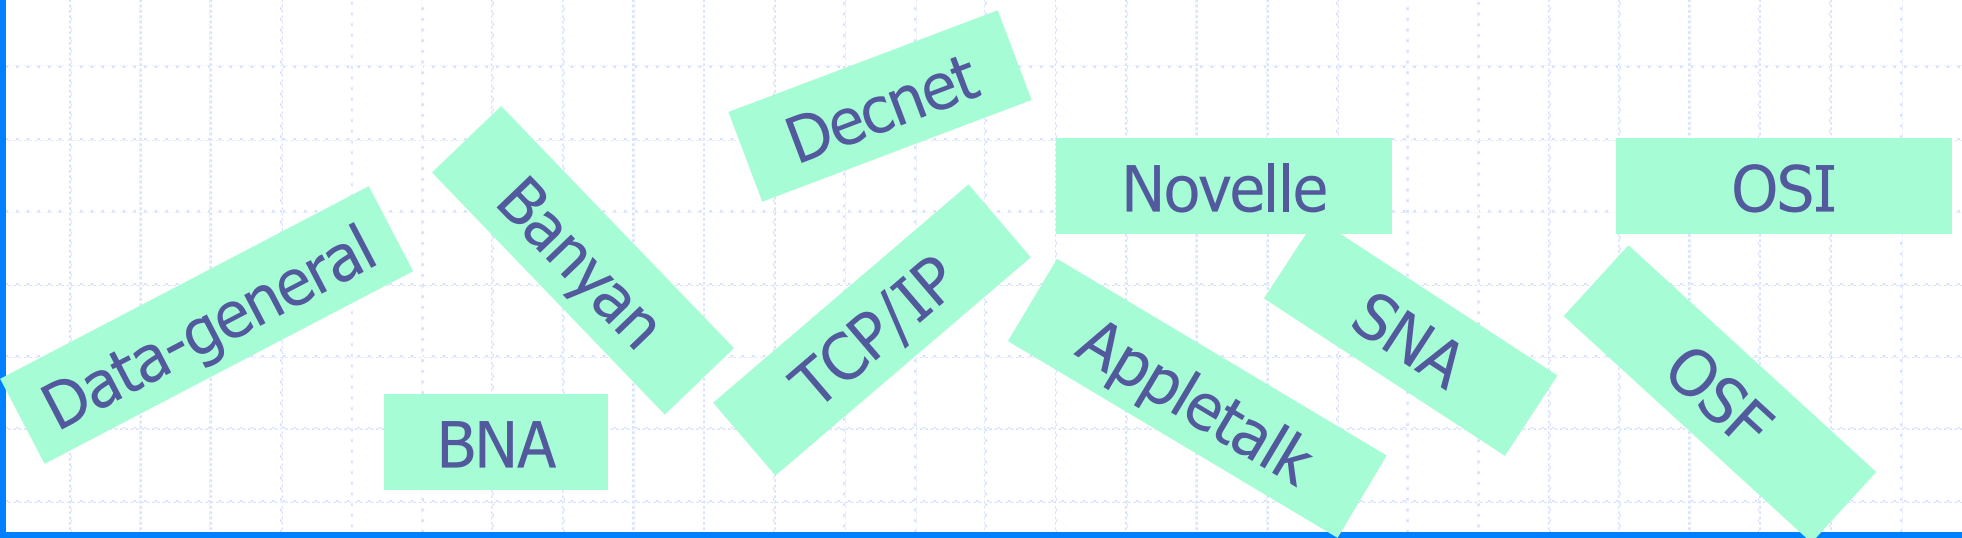 Decnet
Novelle
OSI
Banyan
Data-general
TCP/IP
SNA
Appletalk
OSF
BNA